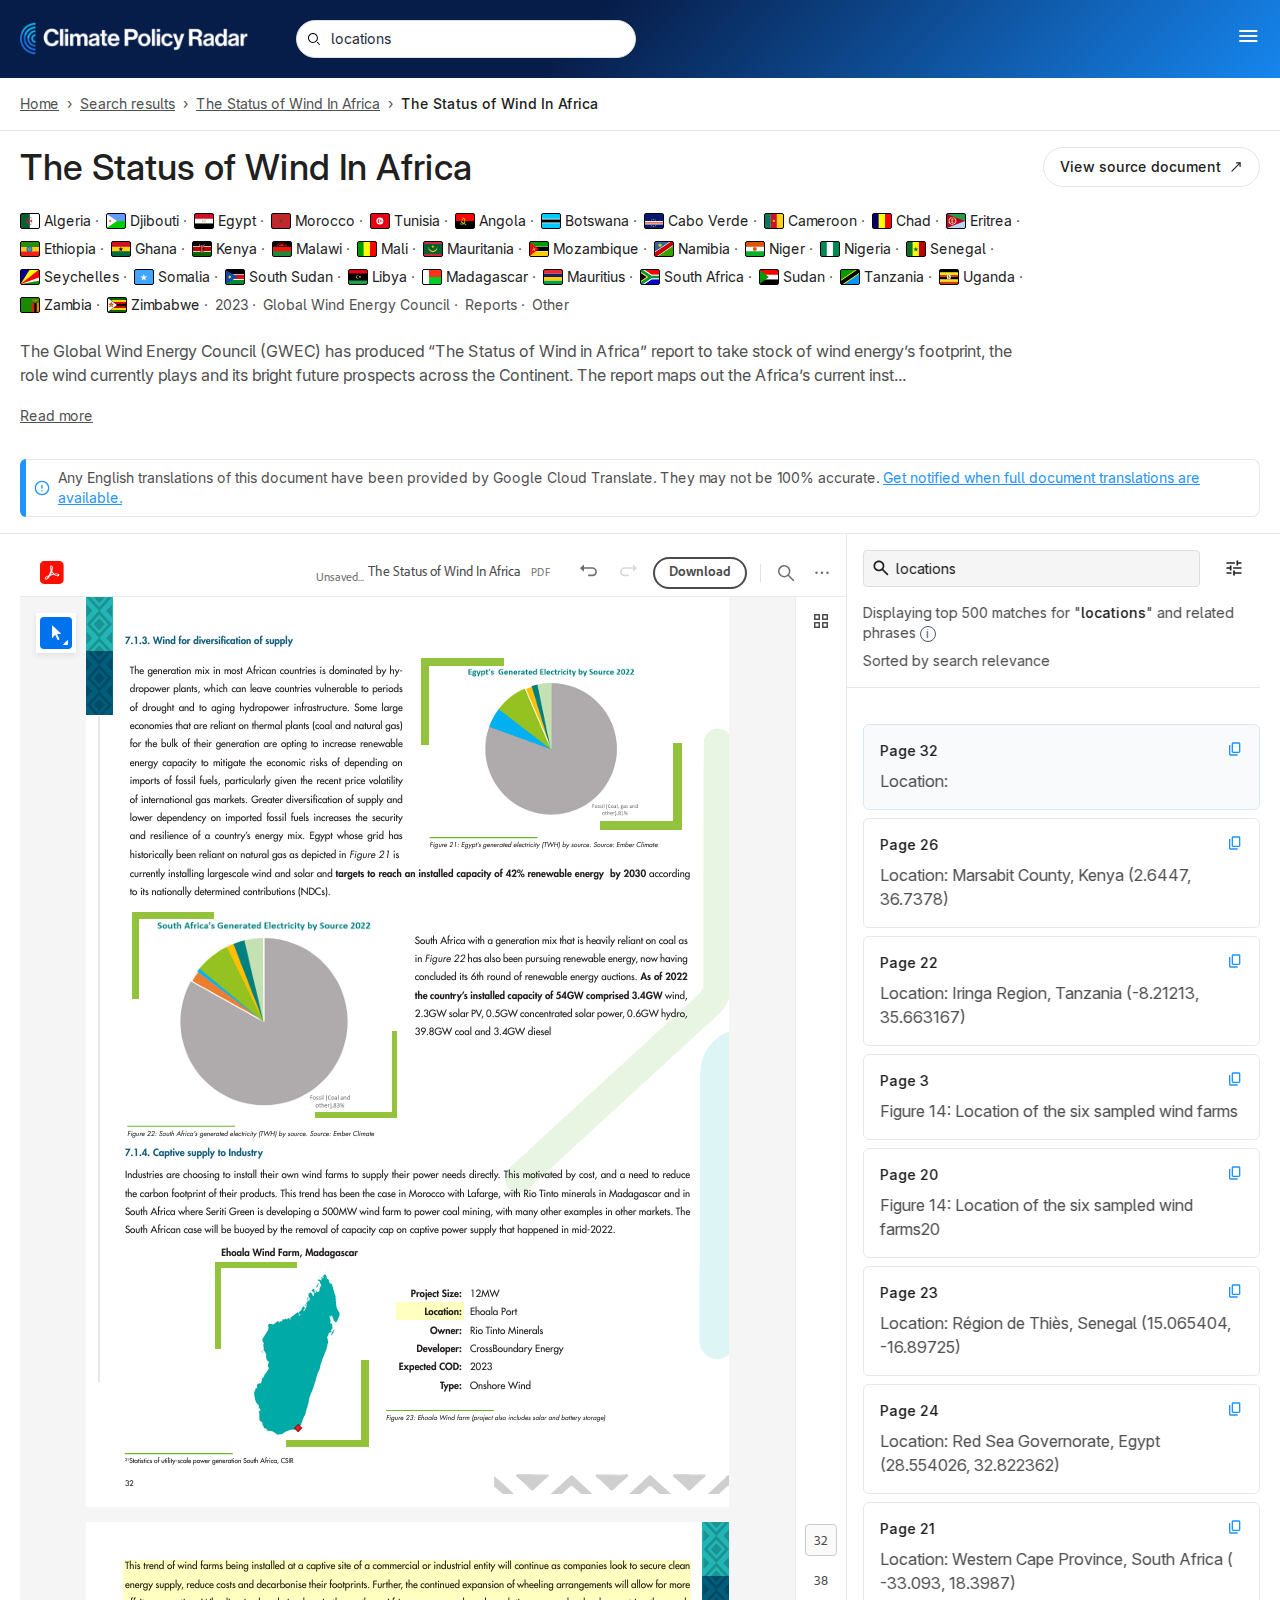 Climate Policy Radar
locations
Home › Search results › The Status of Wind In Africa › The Status of Wind In Africa
The Status of Wind In Africa
View source document ↗
Algeria · Djibouti · Egypt · Morocco · Tunisia · Angola · Botswana · Cabo Verde · Cameroon · Chad · Eritrea ·
Ethiopia · Ghana · Kenya · Malawi · Mali · Mauritania · Mozambique · Namibia · Niger · Nigeria · Senegal ·
Seychelles · Somalia · South Sudan · Libya · Madagascar · Mauritius · South Africa · Sudan · Tanzania · Uganda ·
Zambia · Zimbabwe · 2023 · Global Wind Energy Council · Reports · Other
The Global Wind Energy Council (GWEC) has produced “The Status of Wind in Africa” report to take stock of wind energy’s footprint, the
role wind currently plays and its bright future prospects across the Continent. The report maps out the Africa’s current inst...
Read more
Any English translations of this document have been provided by Google Cloud Translate. They may not be 100% accurate. Get notified when full document translations are
available.
Unsaved... The Status of Wind In Africa PDF
Download
7.1.3. Wind for diversification of supply
The generation mix in most African countries is dominated by hy-
dropower plants, which can leave countries vulnerable to periods
of drought and to aging hydropower infrastructure. Some large
economies that are reliant on thermal plants (coal and natural gas)
for the bulk of their generation are opting to increase renewable
energy capacity to mitigate the economic risks of depending on
imports of fossil fuels, particularly given the recent price volatility
of international gas markets. Greater diversification of supply and
lower dependency on imported fossil fuels increases the security
and resilience of a country’s energy mix. Egypt whose grid has
historically been reliant on natural gas as depicted in Figure 21 is
currently installing largescale wind and solar and targets to reach an installed capacity of 42% renewable energy by 2030 according
to its nationally determined contributions (NDCs).
Egypt's Generated Electricity by Source 2022
Fossil (Coal, gas and
other),81%
Figure 21: Egypt's generated electricity (TWH) by source. Source: Ember Climate
South Africa's Generated Electricity by Source 2022
Fossil (Coal and
other),83%
Figure 22: South Africa's generated electricity (TWH) by source. Source: Ember Climate
South Africa with a generation mix that is heavily reliant on coal as
in Figure 22 has also been pursuing renewable energy, now having
concluded its 6th round of renewable energy auctions. As of 2022
the country’s installed capacity of 54GW comprised 3.4GW wind,
2.3GW solar PV, 0.5GW concentrated solar power, 0.6GW hydro,
39.8GW coal and 3.4GW diesel
7.1.4. Captive supply to Industry
Industries are choosing to install their own wind farms to supply their power needs directly. This motivated by cost, and a need to reduce
the carbon footprint of their products. This trend has been the case in Morocco with Lafarge, with Rio Tinto minerals in Madagascar and in
South Africa where Seriti Green is developing a 500MW wind farm to power coal mining, with many other examples in other markets. The
South African case will be buoyed by the removal of capacity cap on captive power supply that happened in mid-2022.
Ehoala Wind Farm, Madagascar
Project Size: 12MW
Location: Ehoala Port
Owner: Rio Tinto Minerals
Developer: CrossBoundary Energy
Expected COD: 2023
Type: Onshore Wind
Figure 23: Ehoala Wind farm (project also includes solar and battery storage)
Statistics of utility-scale power generation South Africa, CSIR
32
This trend of wind farms being installed at a captive site of a commercial or industrial entity will continue as companies look to secure clean
energy supply, reduce costs and decarbonise their footprints. Further, the continued expansion of wheeling arrangements will allow for more
32
38
locations
Displaying top 500 matches for "locations" and related
phrases
Sorted by search relevance
Page 32
Location:
Page 26
Location: Marsabit County, Kenya (2.6447,
36.7378)
Page 22
Location: Iringa Region, Tanzania (-8.21213,
35.663167)
Page 3
Figure 14: Location of the six sampled wind farms
Page 20
Figure 14: Location of the six sampled wind
farms20
Page 23
Location: Région de Thiès, Senegal (15.065404,
-16.89725)
Page 24
Location: Red Sea Governorate, Egypt
(28.554026, 32.822362)
Page 21
Location: Western Cape Province, South Africa (
-33.093, 18.3987)